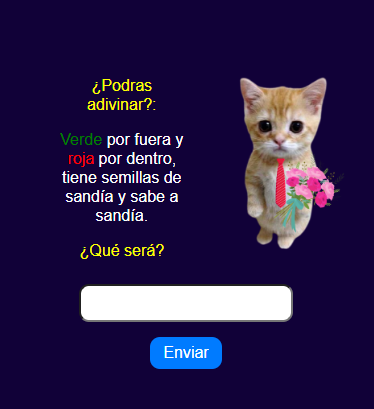 ¿Podras
adivinar?:
Verde por fuera y
roja por dentro,
tiene semillas de
sandía y sabe a
sandía.
¿Qué será?
Enviar